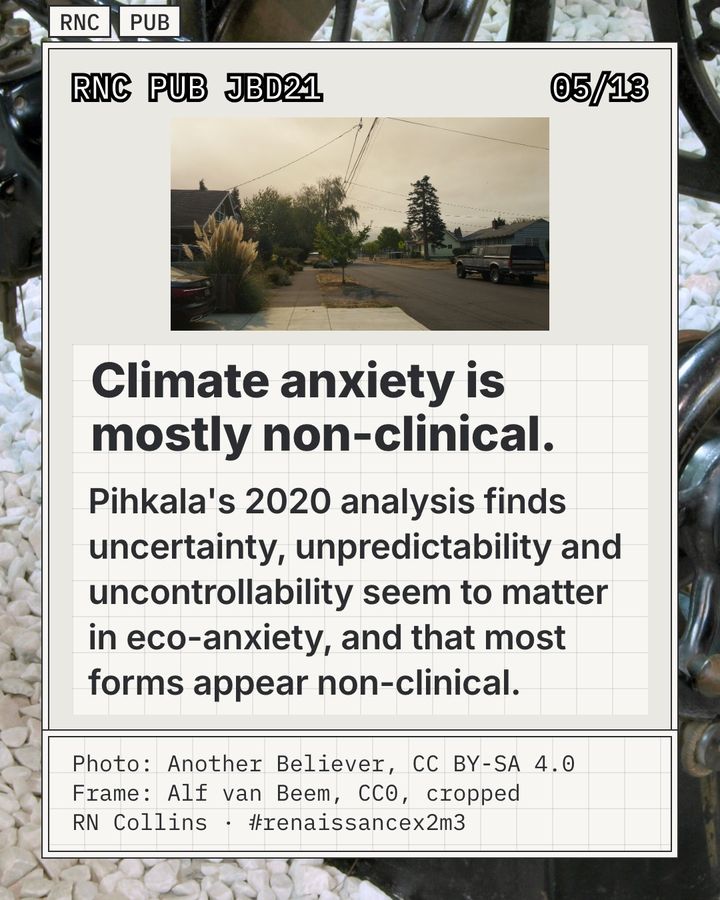 RNC PUB
RNC PUB JBD21 05/13
Climate anxiety is
mostly non-clinical.
Pihkala's 2020 analysis finds
uncertainty, unpredictability and
uncontrollability seem to matter
in eco-anxiety, and that most
forms appear non-clinical.
Photo: Another Believer, CC BY-SA 4.0
Frame: Alf van Beem, CC0, cropped
RN Collins · #renaissancex2m3